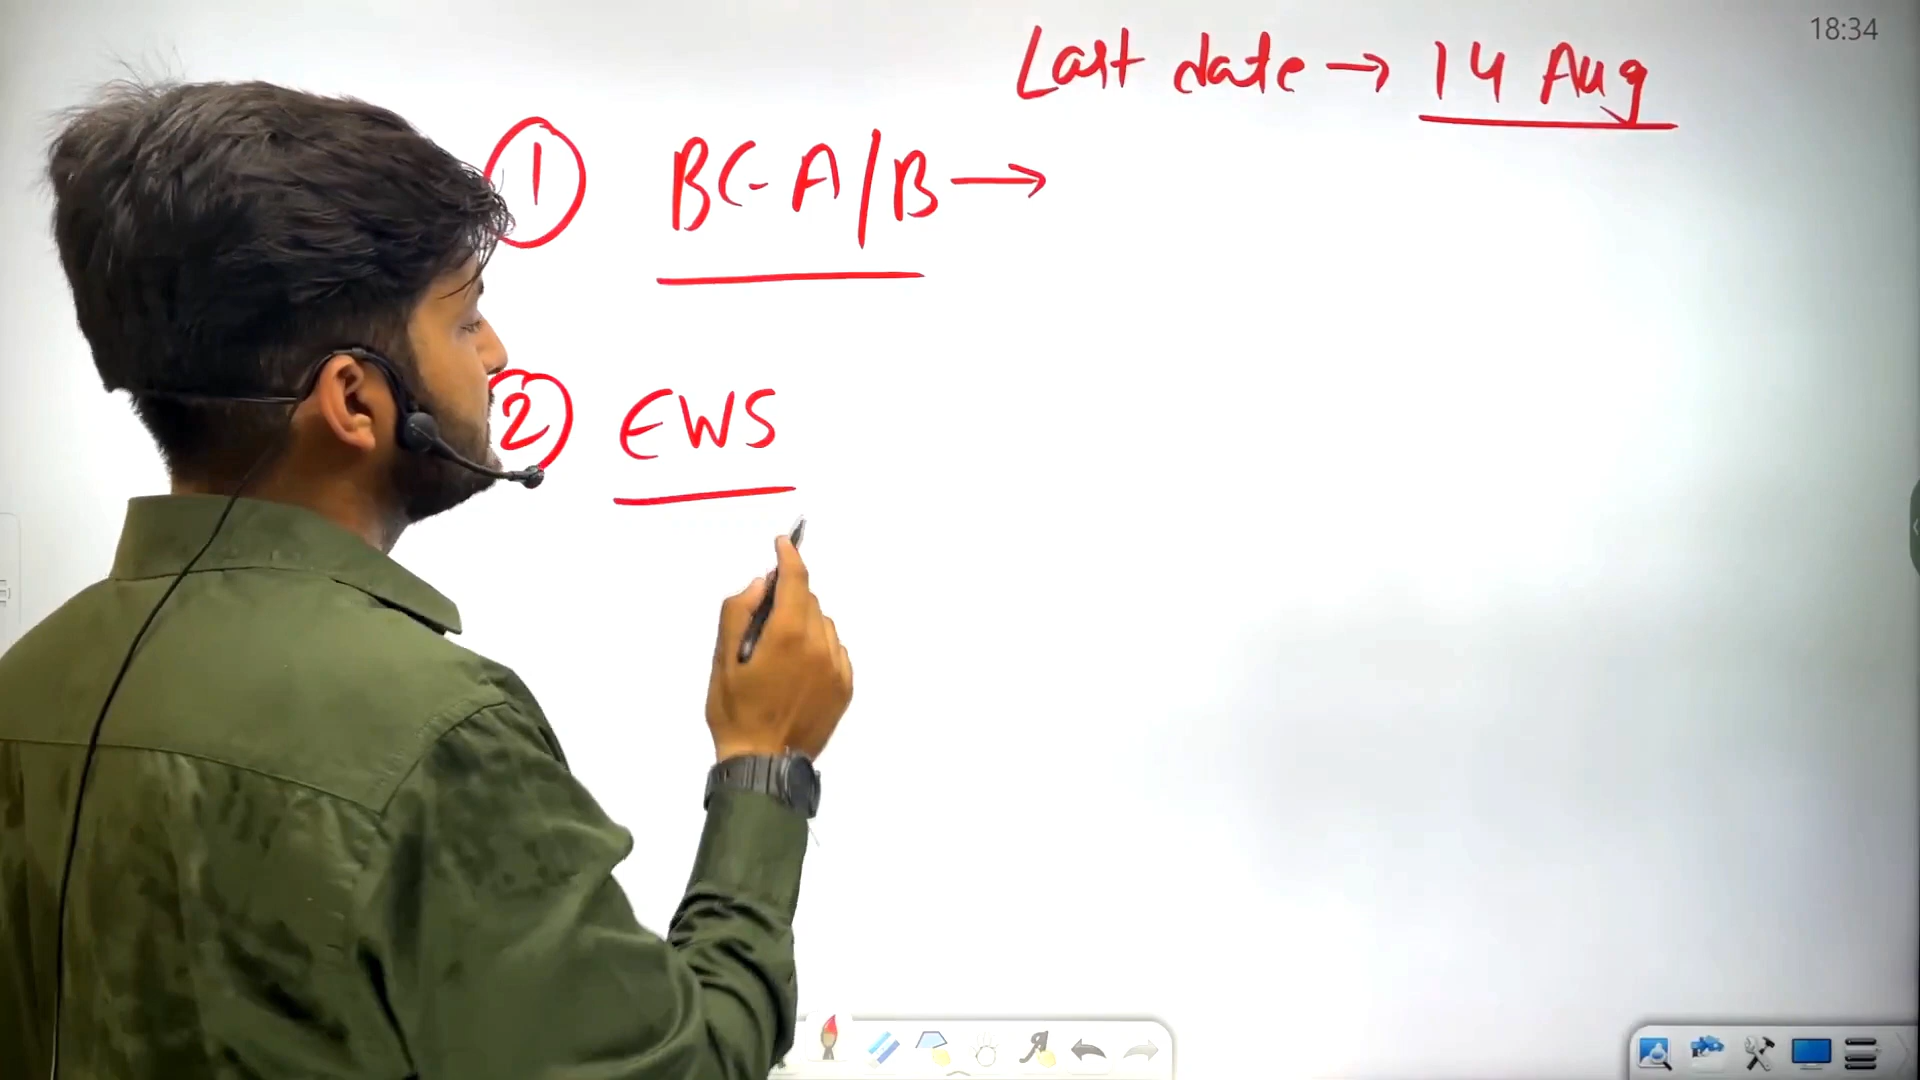 18:34
Last date → 14 Aug
① BC-A/B →
② EWS